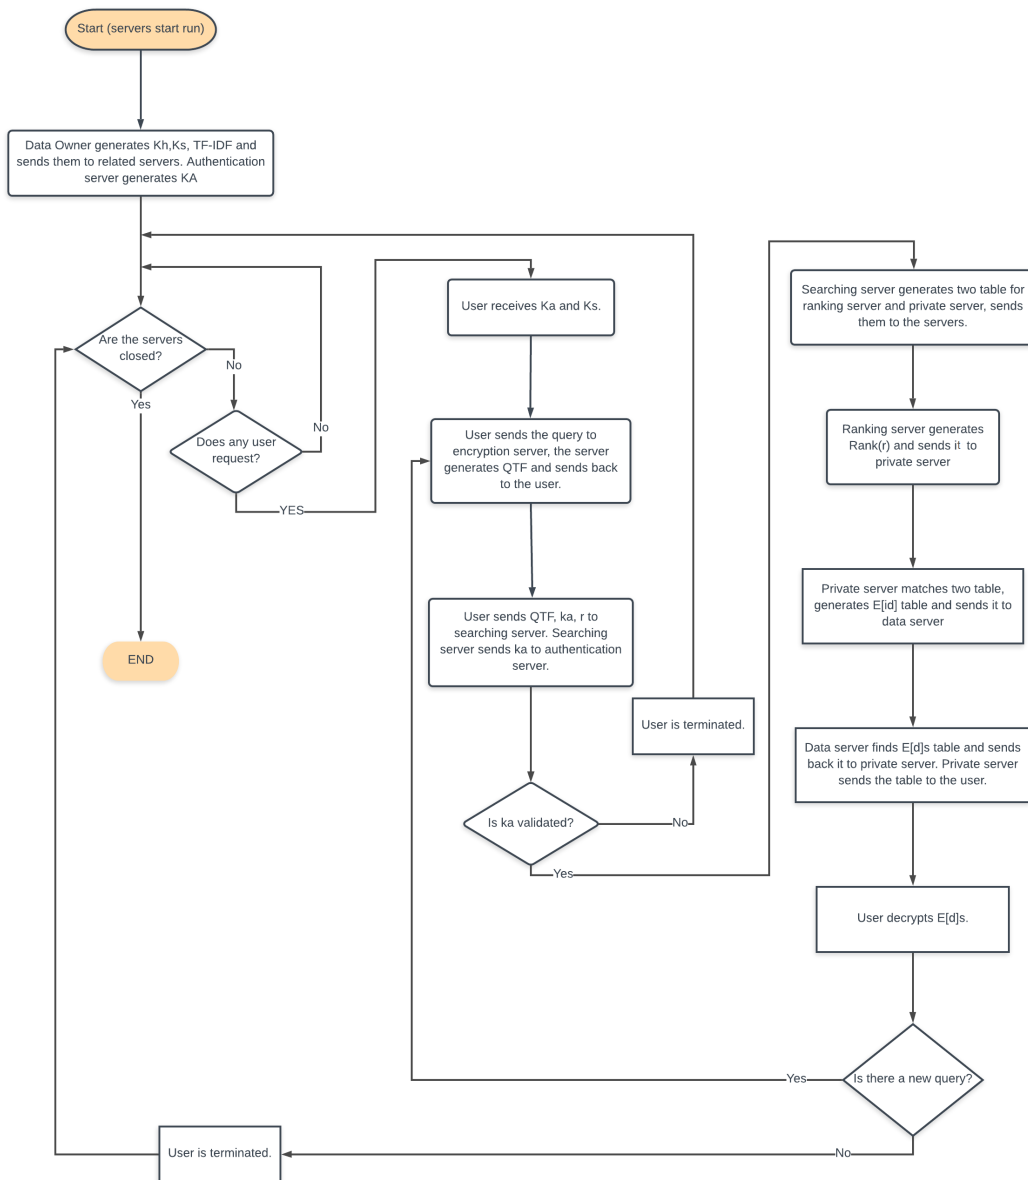 Start (servers start run)
Data Owner generates Kh,Ks, TF-IDF and
sends them to related servers. Authentication
server generates KA
Are the servers
closed?
No
Yes
Does any user
request?
No
YES
END
User receives Ka and Ks.
User sends the query to
encryption server, the server
generates QTF and sends back
to the user.
User sends QTF, ka, r to
searching server. Searching
server sends ka to authentication
server.
User is terminated.
Is ka validated?
No
Yes
Searching server generates two table for
ranking server and private server, sends
them to the servers.
Ranking server generates
Rank(r) and sends it to
private server
Private server matches two table,
generates E[id] table and sends it to
data server
Data server finds E[d]s table and sends
back it to private server. Private server
sends the table to the user.
User decrypts E[d]s.
Is there a new query?
Yes
No
User is terminated.